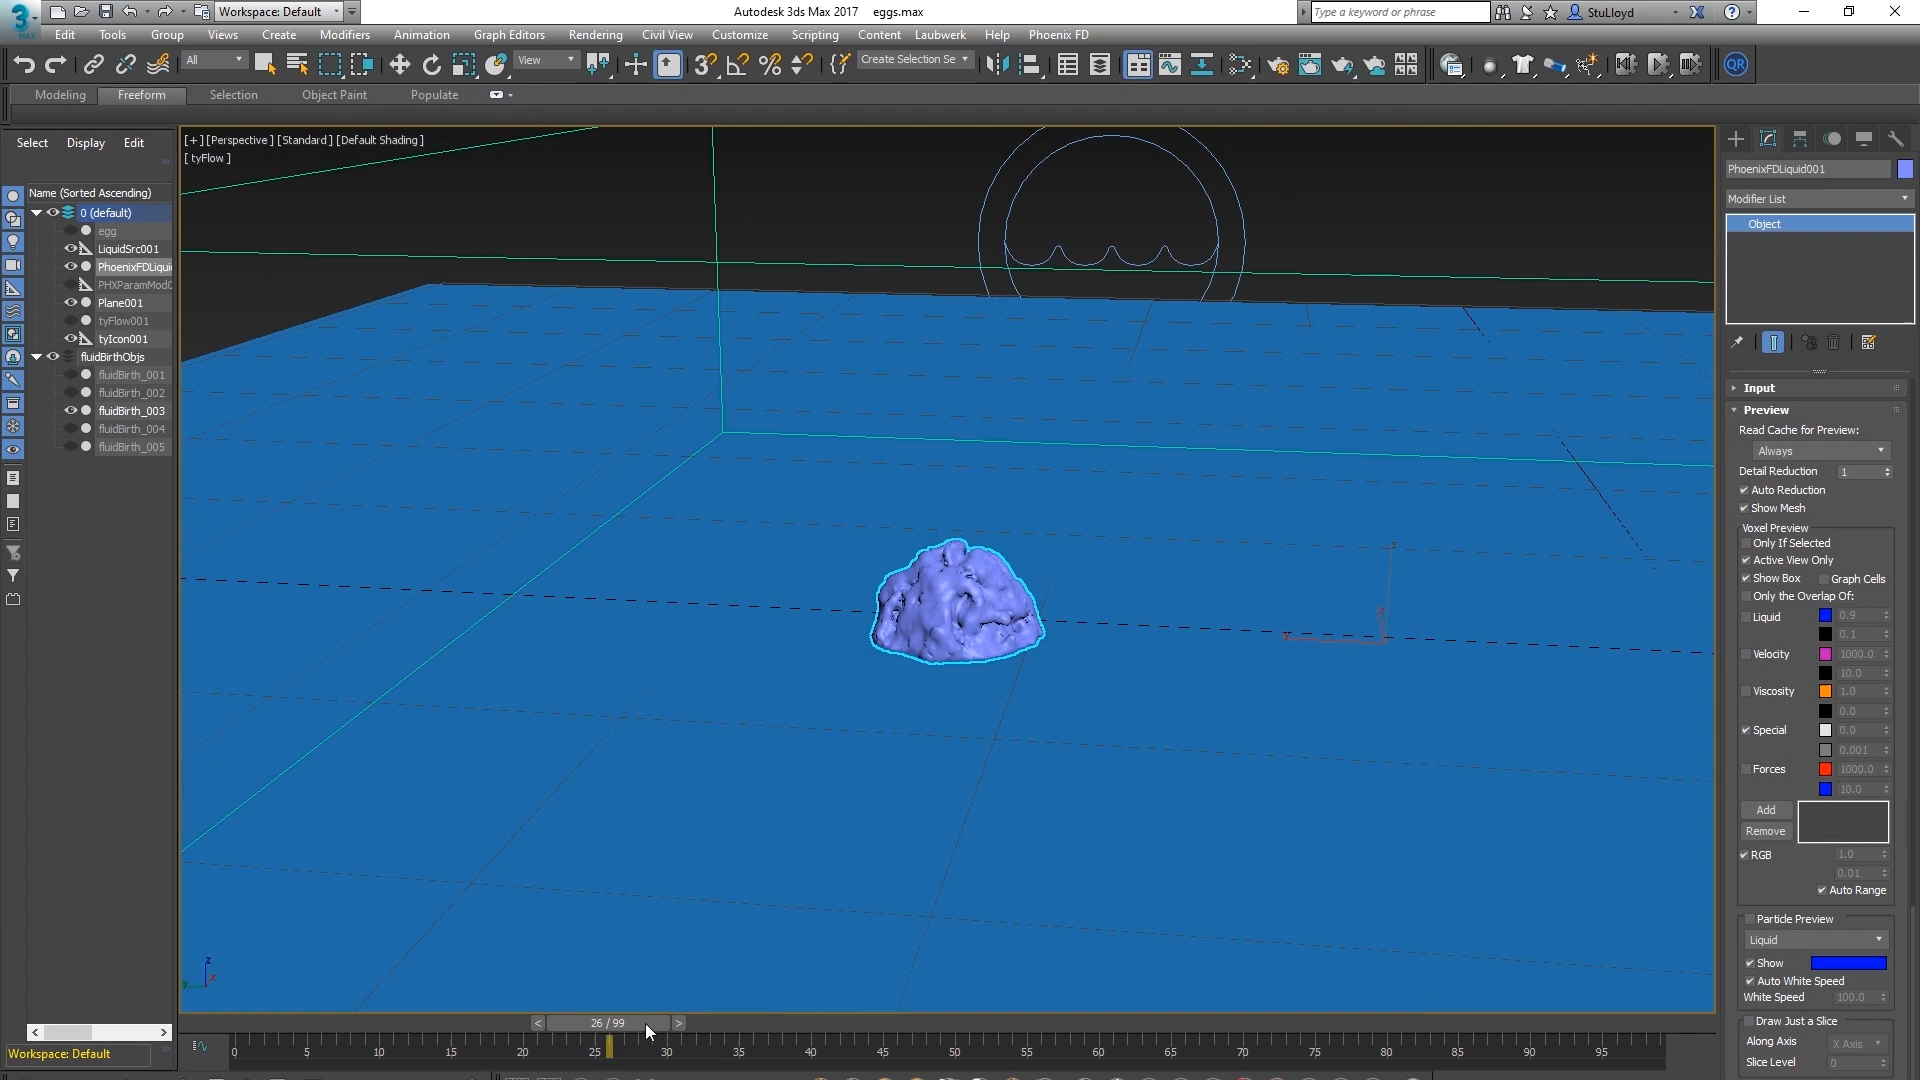 3
MAX
Workspace: Default
Autodesk 3ds Max 2017 eggs.max
Type a keyword or phrase
StuLloyd
Edit Tools Group Views Create Modifiers Animation Graph Editors Rendering Civil View Customize Scripting Content Laubwerk Help Phoenix FD
All
View
Create Selection Se
QR
Modeling Freeform Selection Object Paint Populate
Select Display Edit
[+] [Perspective] [Standard] [Default Shading]
[ tyFlow ]
Name (Sorted Ascending)
0 (default)
egg
LiquidSrc001
PhoenixFDLiqui
PHXParamMod0
Plane001
tyFlow001
tyIcon001
fluidBirthObjs
fluidBirth_001
fluidBirth_002
fluidBirth_003
fluidBirth_004
fluidBirth_005
PhoenixFDLiquid001
Modifier List
Object
Input
Preview
Read Cache for Preview:
Always
Detail Reduction 1
Auto Reduction
Show Mesh
Voxel Preview
Only If Selected
Active View Only
Show Box Graph Cells
Only the Overlap Of:
Liquid 0.9
0.1
Velocity 1000.0
10.0
Viscosity 1.0
0.0
Special 0.0
0.001
Forces 1000.0
10.0
Add
Remove
RGB 1.0
0.01
Auto Range
Particle Preview
Liquid
Show
Auto White Speed
White Speed 100.0
Draw Just a Slice
Along Axis X Axis
Slice Level 0
z
x
y
z
x
y
< 26 / 99 >
Workspace: Default
0 5 10 15 20 25 30 35 40 45 50 55 60 65 70 75 80 85 90 95